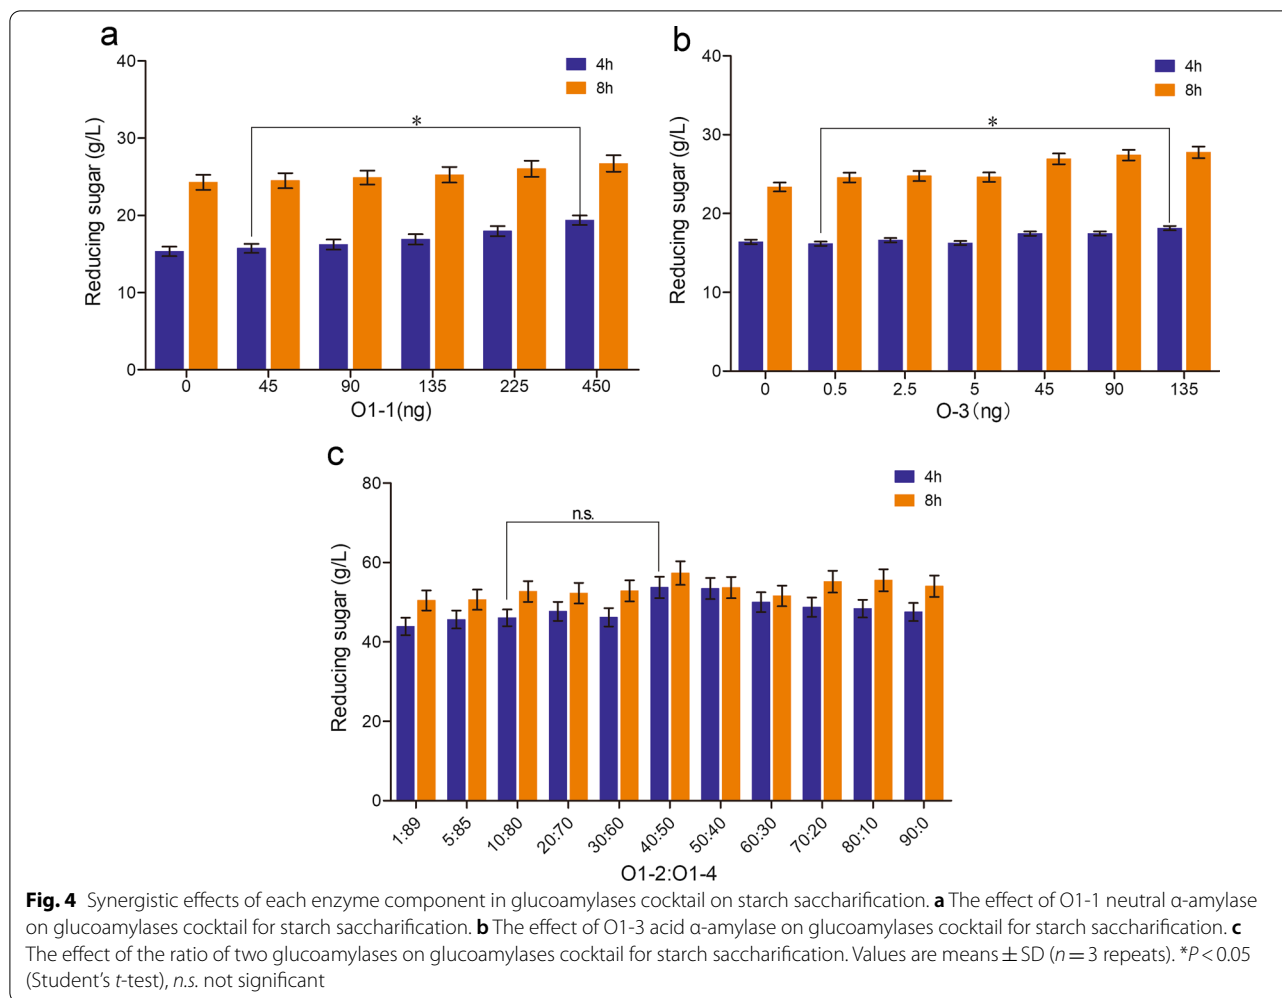 a
40
30
20
10
0
Reducing sugar (g/L)
4h
8h
*
0 45 90 135 225 450
O1-1(ng)
b
40
30
20
10
0
Reducing sugar (g/L)
4h
8h
*
0 0.5 2.5 5 45 90 135
O-3（ng）
c
80
60
40
20
0
Reducing sugar (g/L)
4h
8h
n.s.
1:89 5:85 10:80 20:70 30:60 40:50 50:40 60:30 70:20 80:10 90:0
O1-2:O1-4
Fig. 4 Synergistic effects of each enzyme component in glucoamylases cocktail on starch saccharification. a The effect of O1-1 neutral α-amylase
on glucoamylases cocktail for starch saccharification. b The effect of O1-3 acid α-amylase on glucoamylases cocktail for starch saccharification. c
The effect of the ratio of two glucoamylases on glucoamylases cocktail for starch saccharification. Values are means ± SD (n = 3 repeats). *P < 0.05
(Student's t-test), n.s. not significant